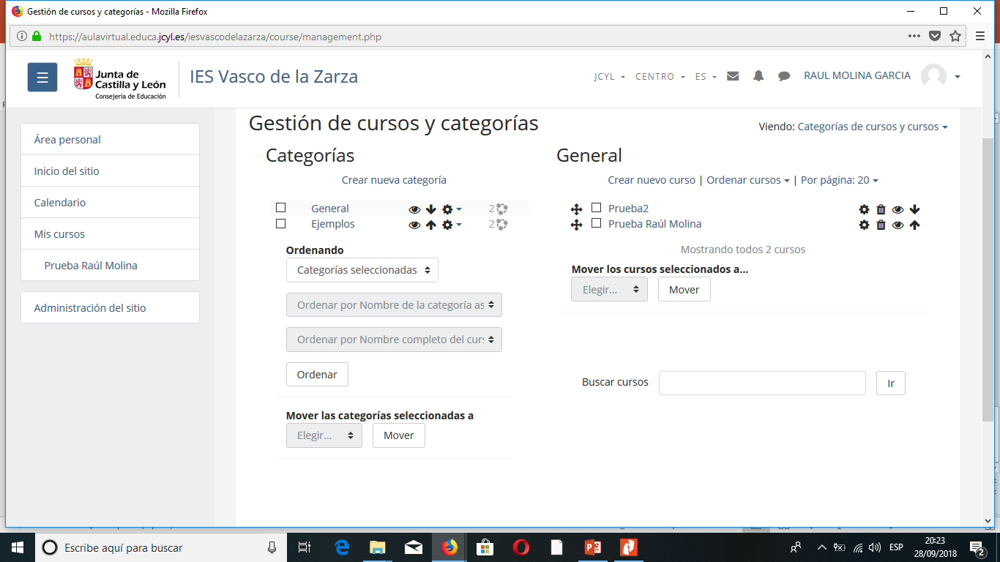 Gestión de cursos y categorías - Mozilla Firefox
https://aulavirtual.educa.jcyl.es/iesvascodelazarza/course/management.php
Junta de
Castilla y León
Consejería de Educación
IES Vasco de la Zarza
JCYL
CENTRO
ES
RAUL MOLINA GARCIA
Área personal
Inicio del sitio
Calendario
Mis cursos
Prueba Raúl Molina
Administración del sitio
Gestión de cursos y categorías
Viendo: Categorías de cursos y cursos
Categorías
Crear nueva categoría
General 2
Ejemplos 2
Ordenando
Categorías seleccionadas
Ordenar por Nombre de la categoría as
Ordenar por Nombre completo del curs
Ordenar
Mover las categorías seleccionadas a
Elegir... Mover
General
Crear nuevo curso | Ordenar cursos | Por página: 20
Prueba2
Prueba Raúl Molina
Mostrando todos 2 cursos
Mover los cursos seleccionados a...
Elegir... Mover
Buscar cursos Ir
Escribe aquí para buscar
ESP
20:23
28/09/2018
2